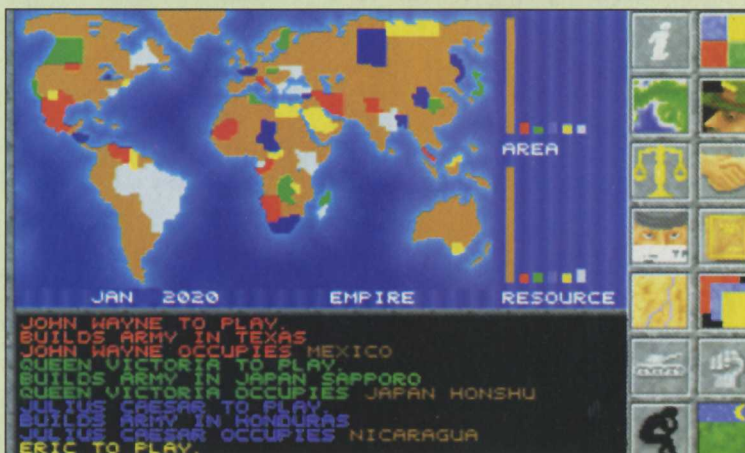 AREA
JAN 2020 EMPIRE RESOURCE
JOHN WAYNE TO PLAY.
BUILDS ARMY IN TEXAS
JOHN WAYNE OCCUPIES MEXICO
QUEEN VICTORIA TO PLAY.
BUILDS ARMY IN JAPAN SAPPORO
QUEEN VICTORIA OCCUPIES JAPAN HONSHU
JULIUS CAESAR TO PLAY.
BUILDS ARMY IN HONDURAS
JULIUS CAESAR OCCUPIES NICARAGUA
ERIC TO PLAY.